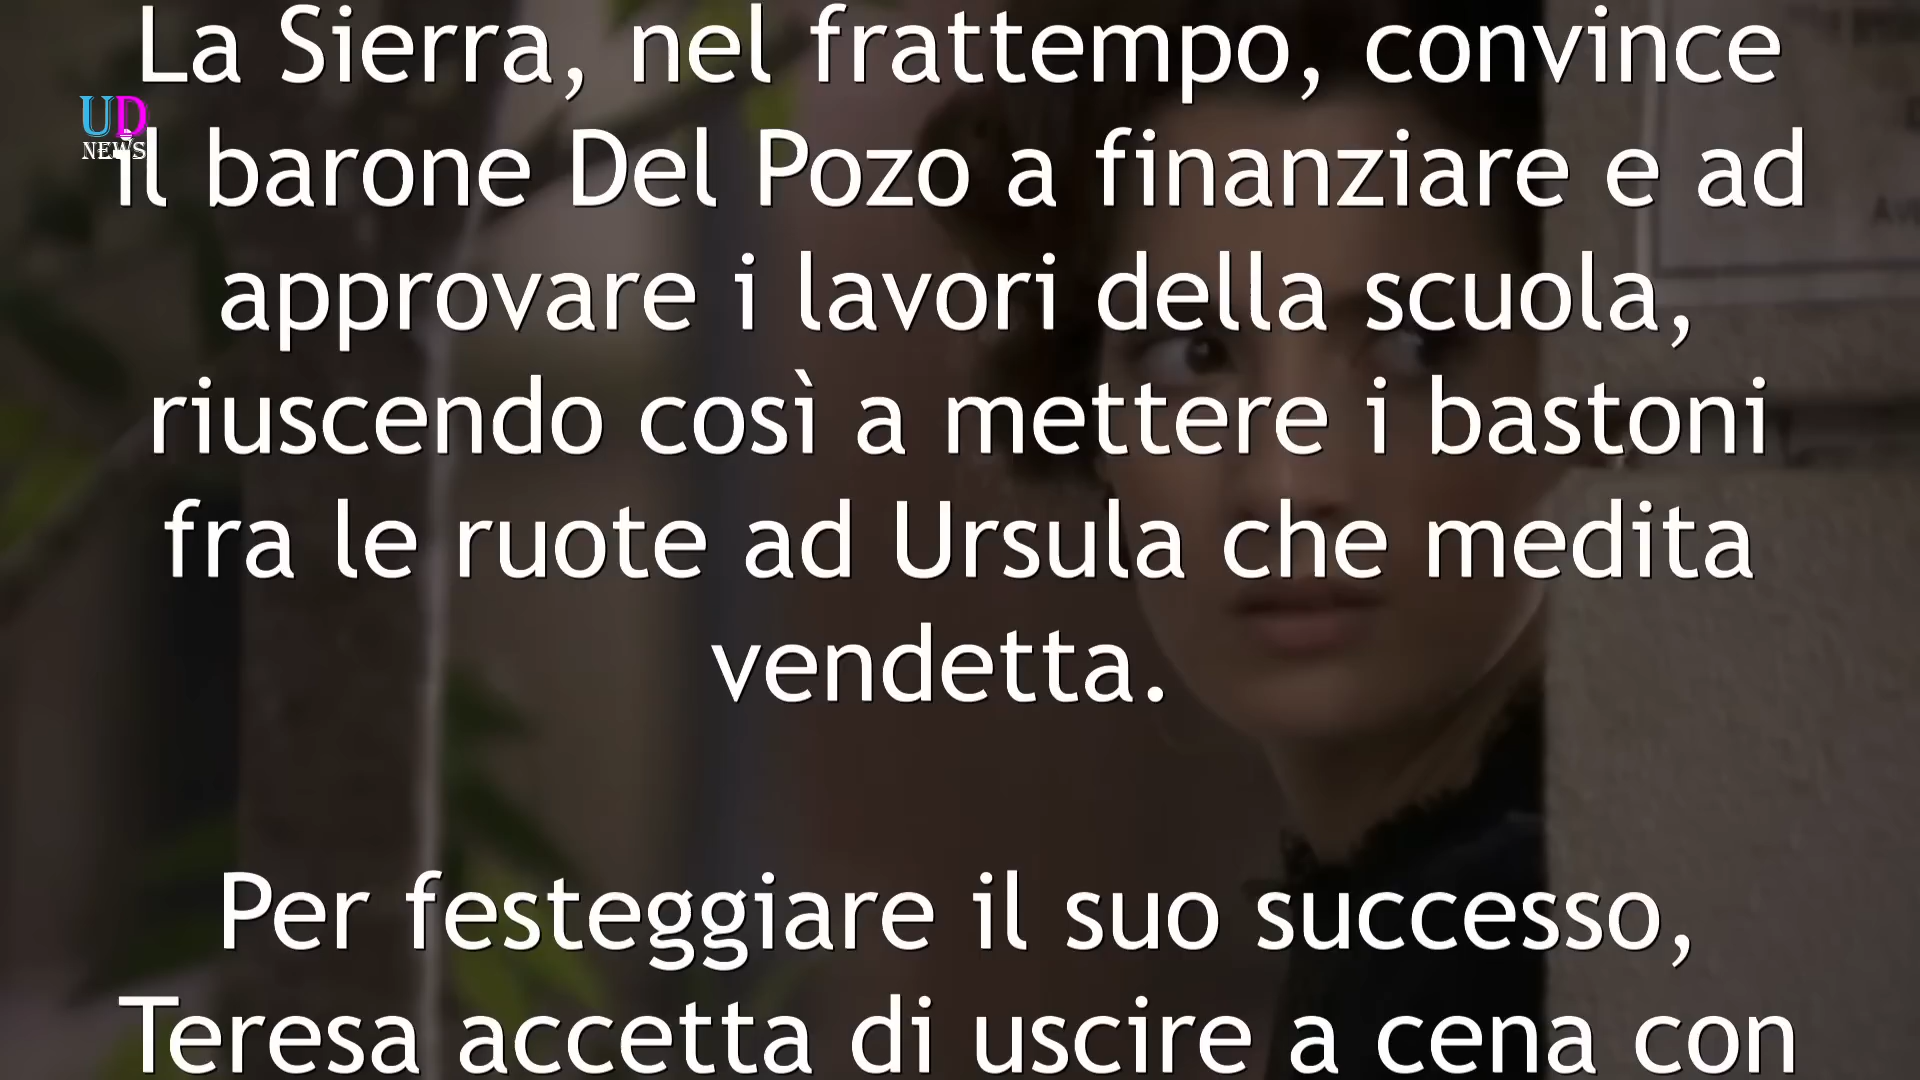 La Sierra, nel frattempo, convince
UD
NEWS
il barone Del Pozo a finanziare e ad
approvare i lavori della scuola,
riuscendo così a mettere i bastoni
fra le ruote ad Ursula che medita
vendetta.
Per festeggiare il suo successo,
Teresa accetta di uscire a cena con